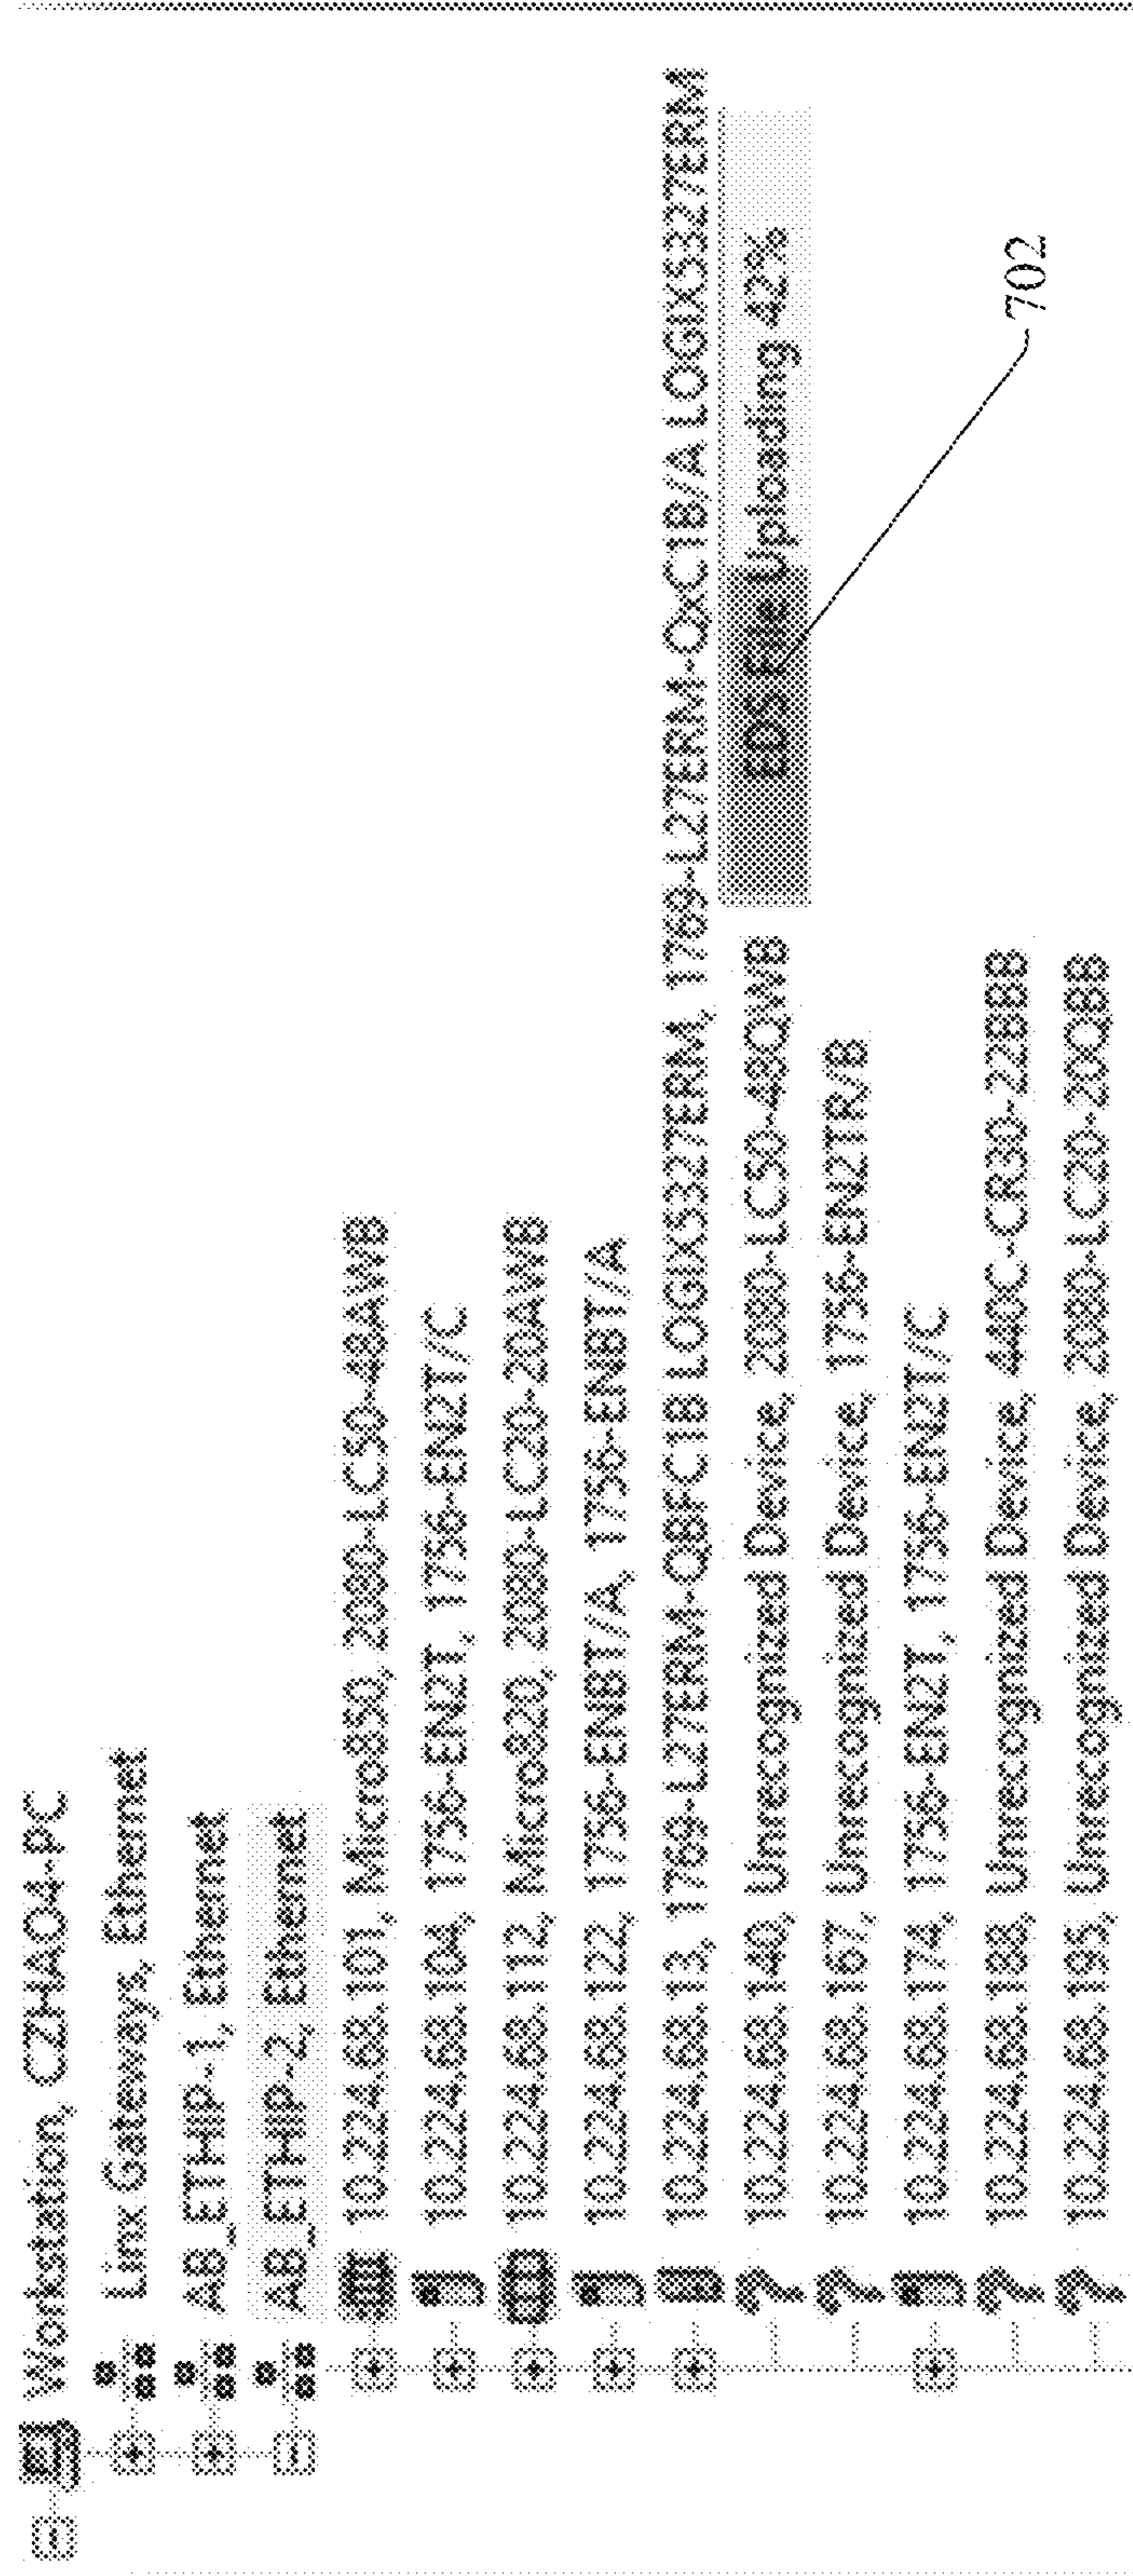 Workstation, CZHAO4-PC
Linx Gateways, Ethernet
AB_ETHIP-1, Ethernet
AB_ETHIP-2, Ethernet
10.224.68.101, Micro850, 2080-LC50-48AWB
10.224.68.104, 1756-EN2T, 1756-EN2T/C
10.224.68.112, Micro820, 2080-LC20-20AWB
10.224.68.122, 1756-ENBT/A, 1756-ENBT/A
10.224.68.13, 1769-L27ERM-QBFC1B LOGIX5327ERM, 1769-L27ERM-QxC1B/A LOGIX5327ERM
10.224.68.140, Unrecognized Device, 2080-LC50-48QWB EDS File Uploading 42%
10.224.68.167, Unrecognized Device, 1756-EN2TR/B
10.224.68.174, 1756-EN2T, 1756-EN2T/C
10.224.68.188, Unrecognized Device, 440C-CR30-22BBB
10.224.68.195, Unrecognized Device, 2080-LC20-20QBB
702